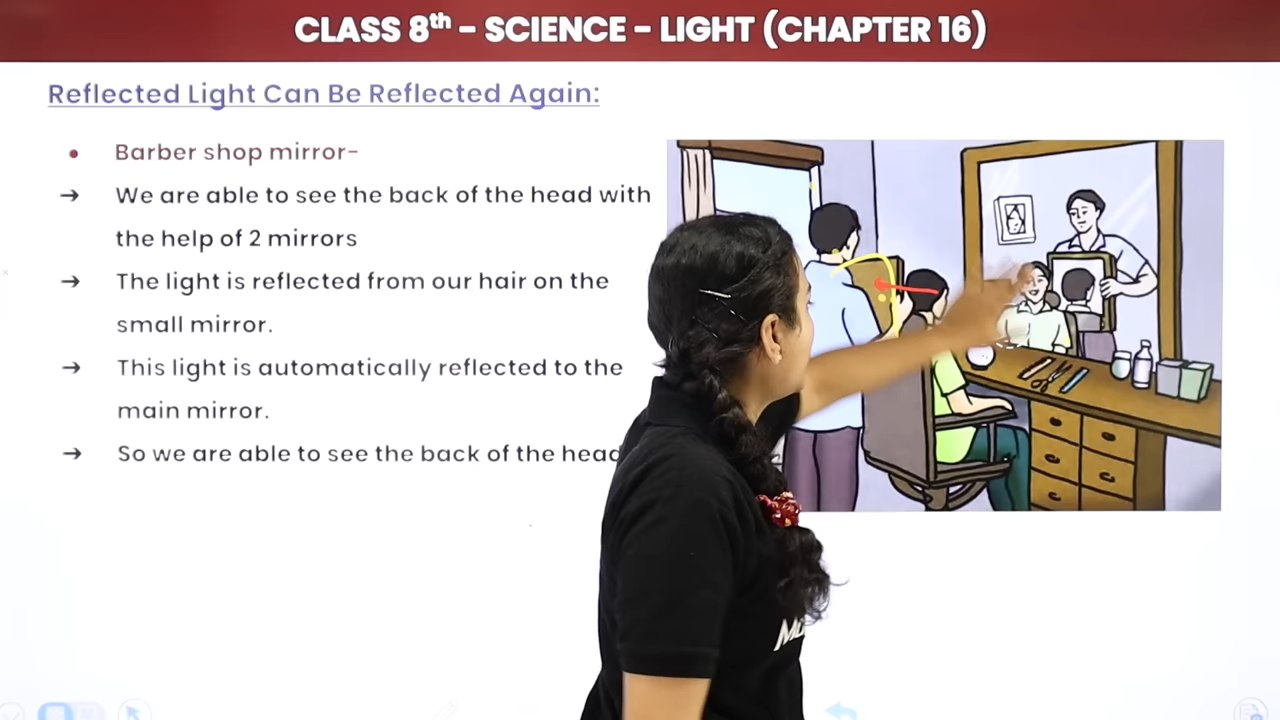 CLASS 8th - SCIENCE - LIGHT (CHAPTER 16)
Reflected Light Can Be Reflected Again:
• Barber shop mirror-
→ We are able to see the back of the head with
the help of 2 mirrors
→ The light is reflected from our hair on the
small mirror.
→ This light is automatically reflected to the
main mirror.
→ So we are able to see the back of the head